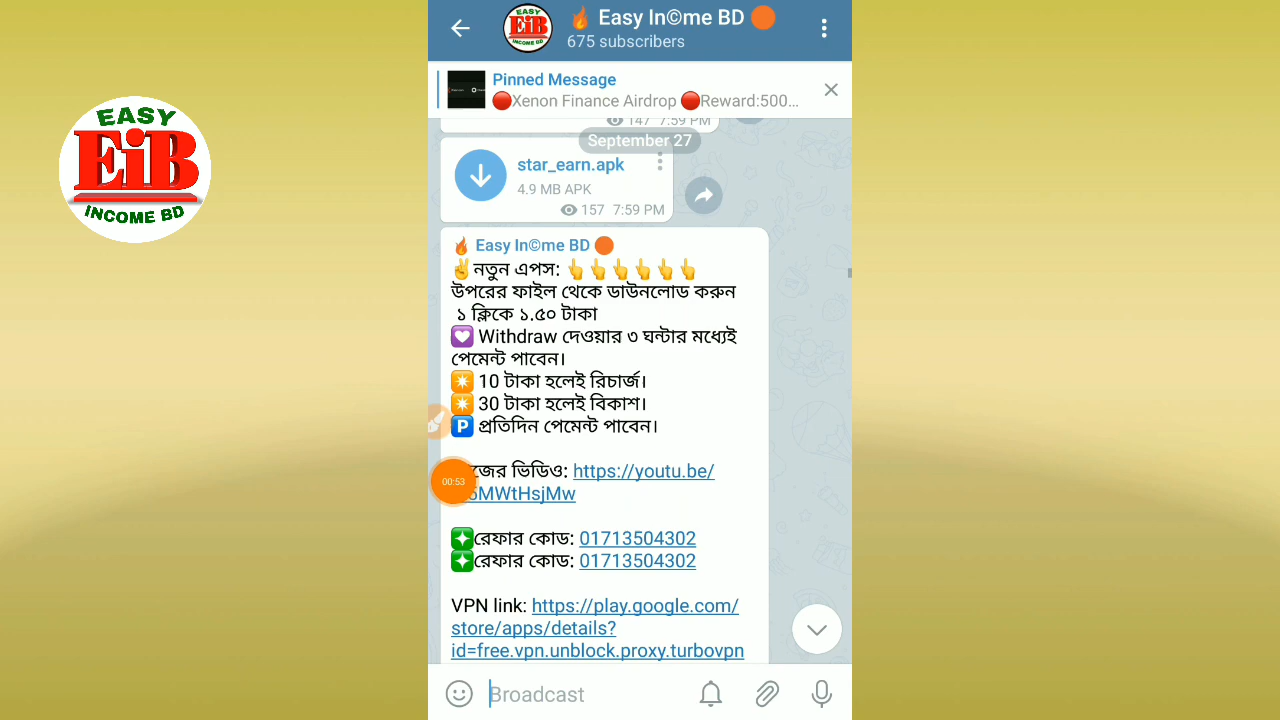 EASY
EiB
INCOME BD
EASY
EiB
INCOME BD
🔥 Easy In©me BD 🟠
675 subscribers
Pinned Message
🔴Xenon Finance Airdrop 🔴Reward:500...
147 7:59 PM
September 27
star_earn.apk
4.9 MB APK
157 7:59 PM
🔥 Easy In©me BD 🟠
✌নতুন এপস: 👆👆👆👆👆👆
উপরের ফাইল থেকে ডাউনলোড করুন
১ ক্লিকে ১.৫০ টাকা
💟 Withdraw দেওয়ার ৩ ঘন্টার মধ্যেই
পেমেন্ট পাবেন।
✴ 10 টাকা হলেই রিচার্জ।
✴ 30 টাকা হলেই বিকাশ।
🅿 প্রতিদিন পেমেন্ট পাবেন।
ভিডিও: https://youtu.be/
MWtHsjMw
00:53
❇রেফার কোড: 01713504302
❇রেফার কোড: 01713504302
VPN link: https://play.google.com/
store/apps/details?
id=free.vpn.unblock.proxy.turbovpn
Broadcast